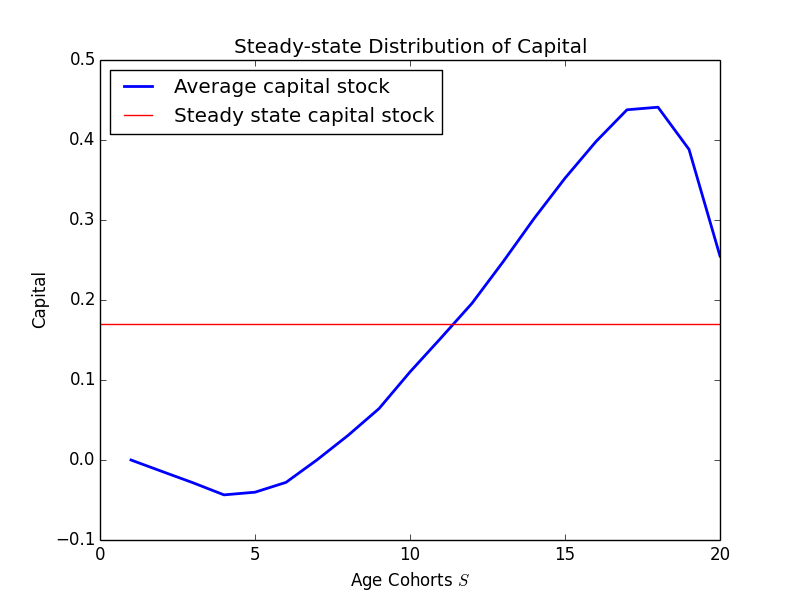 Steady-state Distribution of Capital
Average capital stock
Steady state capital stock
0.5
0.4
0.3
0.2
0.1
0.0
−0.1
Capital
0
5
10
15
20
Age Cohorts S